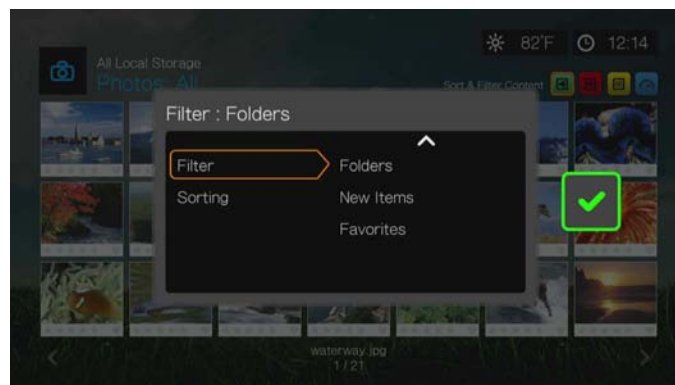 82°F 12:14
All Local Storage
Photos: All
Sort & Filter Content
Filter : Folders
Filter Folders
Sorting New Items
Favorites
waterway.jpg
1 / 21